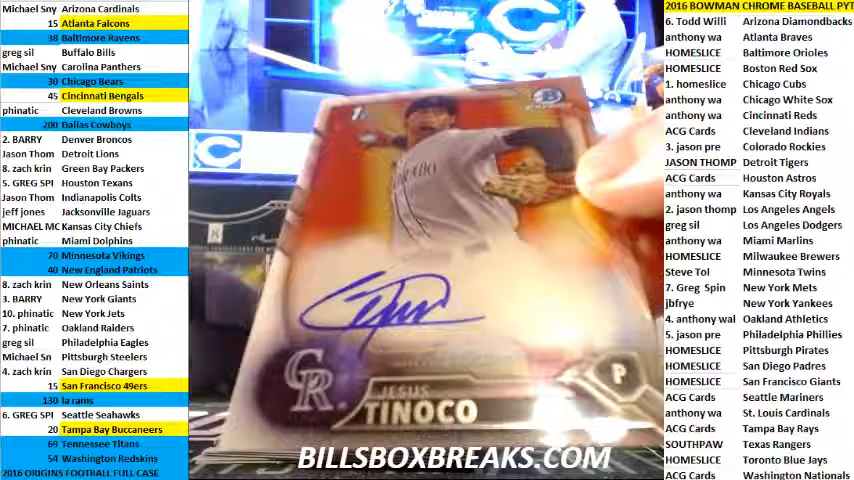 Michael Sny Arizona Cardinals
15 Atlanta Falcons
38 Baltimore Ravens
greg sil Buffalo Bills
Michael Sny Carolina Panthers
30 Chicago Bears
45 Cincinnati Bengals
phinatic Cleveland Browns
200 Dallas Cowboys
2. BARRY Denver Broncos
Jason Thom Detroit Lions
8. zach krin Green Bay Packers
5. GREG SPI Houston Texans
Jason Thom Indianapolis Colts
jeff jones Jacksonville Jaguars
MICHAEL MC Kansas City Chiefs
phinatic Miami Dolphins
70 Minnesota Vikings
40 New England Patriots
8. zach krin New Orleans Saints
3. BARRY New York Giants
10. phinatic New York Jets
7. phinatic Oakland Raiders
greg sil Philadelphia Eagles
Michael Sn Pittsburgh Steelers
4. zach krin San Diego Chargers
15 San Francisco 49ers
130 la rams
6. GREG SPI Seattle Seahawks
20 Tampa Bay Buccaneers
69 Tennessee Titans
54 Washington Redskins
2016 ORIGINS FOOTBALL FULL CASE
CR
JESUS
TINOCO
P
BILLSBOXBREAKS.COM
2016 BOWMAN CHROME BASEBALL PYT
6. Todd Willi Arizona Diamondbacks
anthony wa Atlanta Braves
HOMESLICE Baltimore Orioles
HOMESLICE Boston Red Sox
1. homeslice Chicago Cubs
anthony wa Chicago White Sox
anthony wa Cincinnati Reds
ACG Cards Cleveland Indians
3. jason pre Colorado Rockies
JASON THOMP Detroit Tigers
ACG Cards Houston Astros
anthony wa Kansas City Royals
2. jason thomp Los Angeles Angels
greg sil Los Angeles Dodgers
anthony wa Miami Marlins
HOMESLICE Milwaukee Brewers
Steve Tol Minnesota Twins
7. Greg Spin New York Mets
jbfrye New York Yankees
4. anthony wal Oakland Athletics
5. jason pre Philadelphia Phillies
HOMESLICE Pittsburgh Pirates
HOMESLICE San Diego Padres
HOMESLICE San Francisco Giants
ACG Cards Seattle Mariners
anthony wa St. Louis Cardinals
ACG Cards Tampa Bay Rays
SOUTHPAW Texas Rangers
HOMESLICE Toronto Blue Jays
ACG Cards Washington Nationals